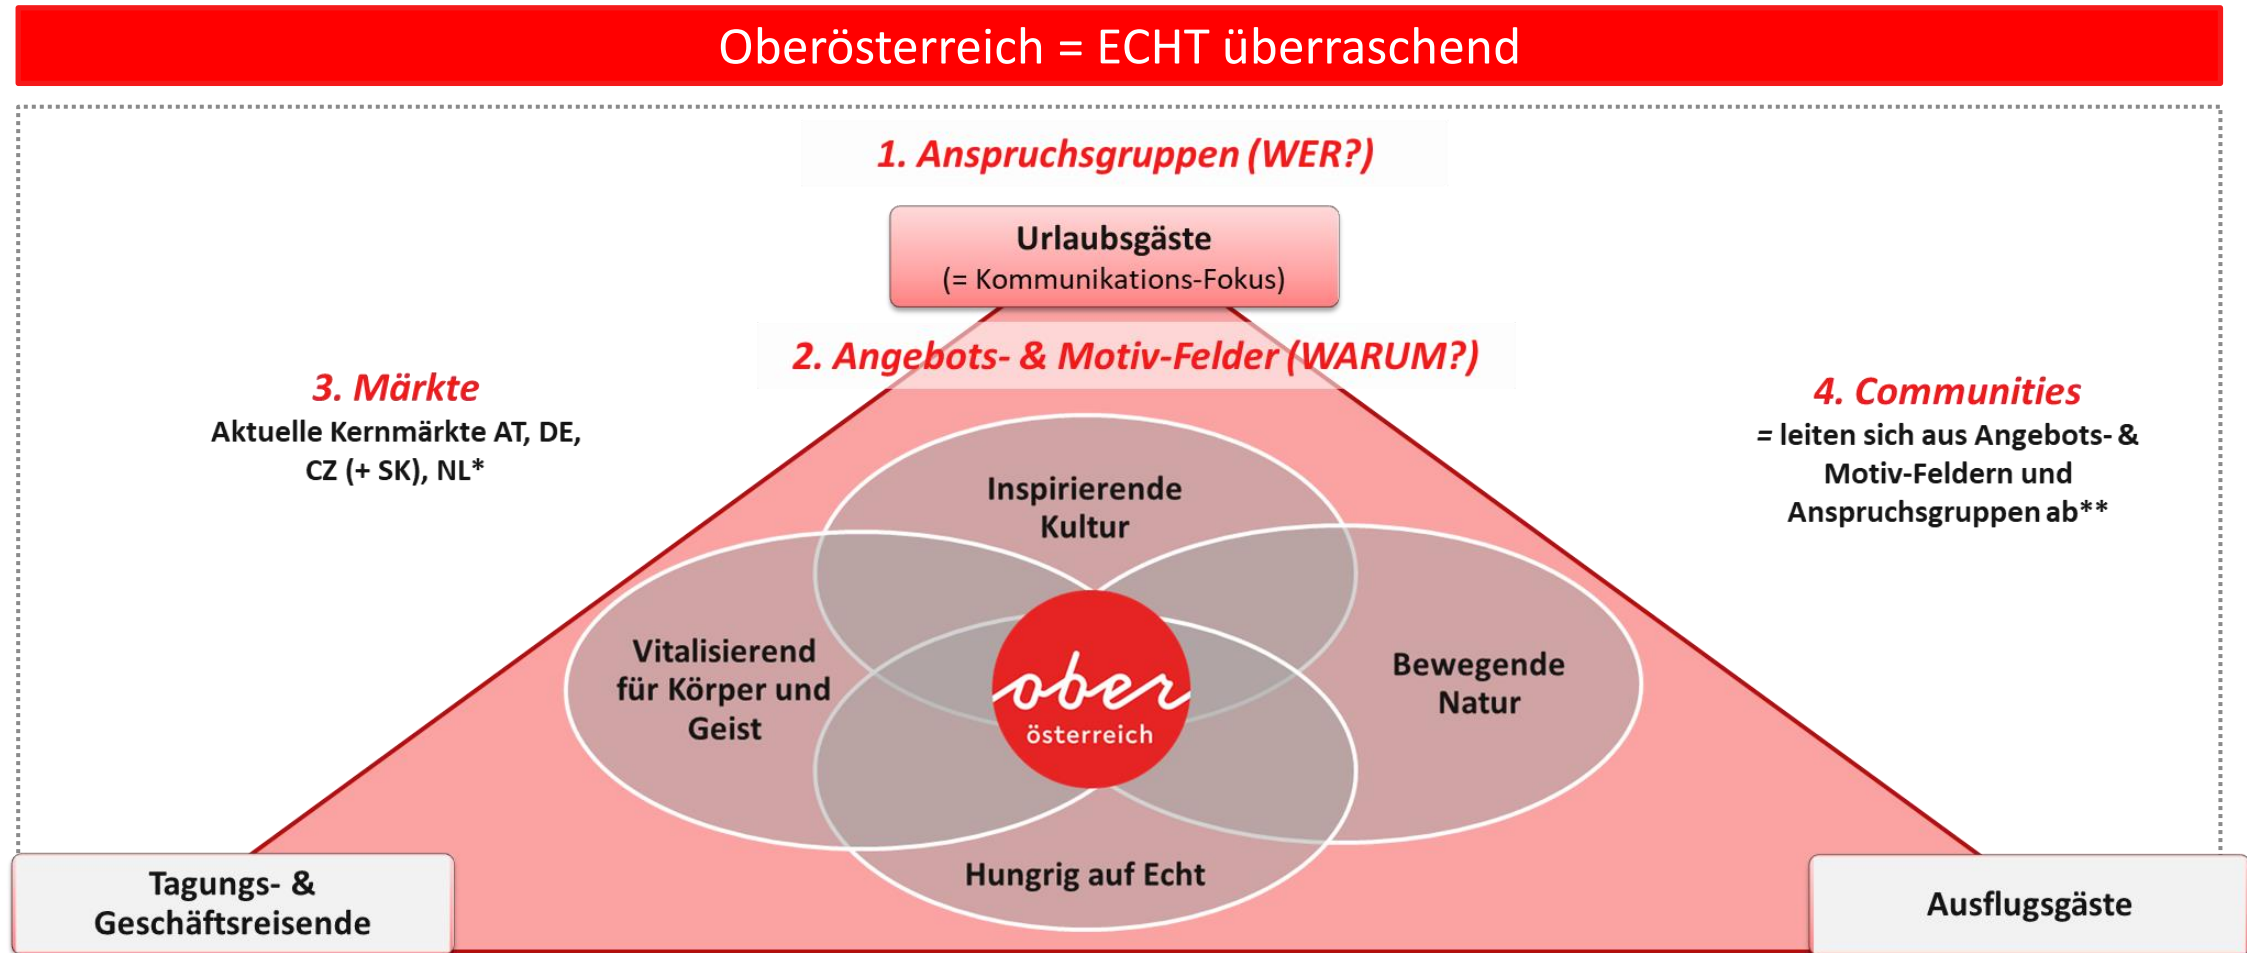 Oberösterreich = ECHT überraschend
1. Anspruchsgruppen (WER?)
Urlaubsgäste
(= Kommunikations-Fokus)
2. Angebots- & Motiv-Felder (WARUM?)
3. Märkte
Aktuelle Kernmärkte AT, DE,
CZ (+ SK), NL*
4. Communities
= leiten sich aus Angebots- &
Motiv-Feldern und
Anspruchsgruppen ab**
Inspirierende
Kultur
Vitalisierend
für Körper und
Geist
ober
österreich
Bewegende
Natur
Hungrig auf Echt
Tagungs- &
Geschäftsreisende
Ausflugsgäste